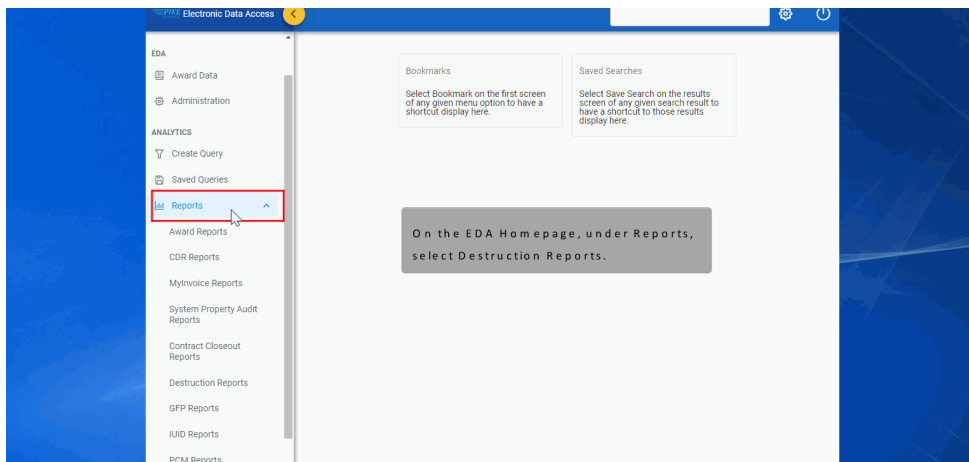 PIEE Electronic Data Access
EDA
Award Data
Administration
ANALYTICS
Create Query
Saved Queries
Reports
Award Reports
CDR Reports
MyInvoice Reports
System Property Audit
Reports
Contract Closeout
Reports
Destruction Reports
GFP Reports
IUID Reports
PCM Reports
Bookmarks
Select Bookmark on the first screen
of any given menu option to have a
shortcut display here.
Saved Searches
Select Save Search on the results
screen of any given search result to
have a shortcut to those results
display here.
On the EDA Homepage, under Reports,
select Destruction Reports.